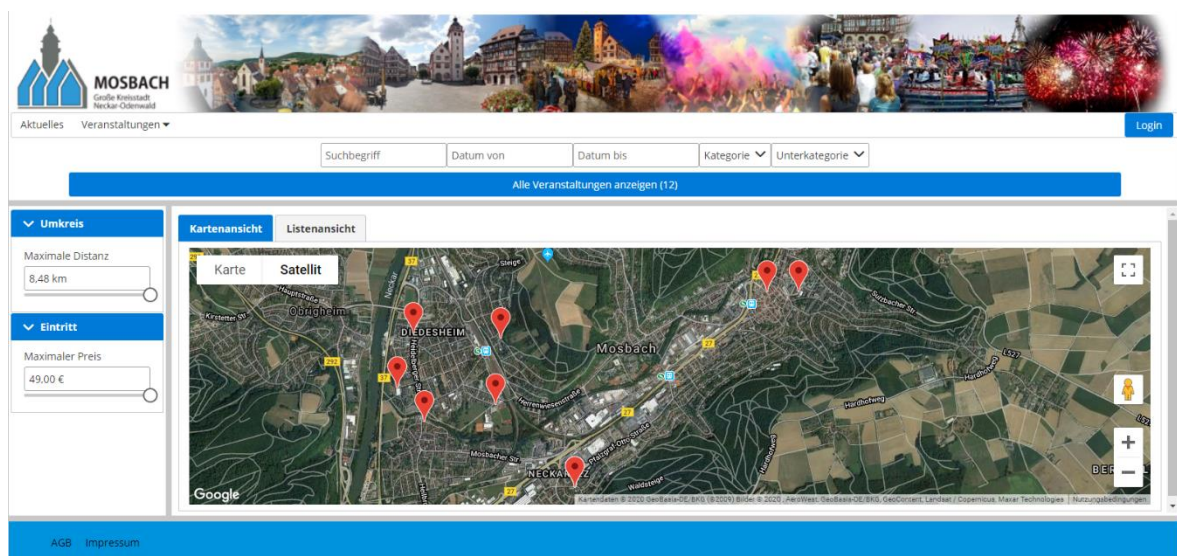 MOSBACH
Große Kreisstadt
Neckar-Odenwald
Aktuelles Veranstaltungen Login
Suchbegriff Datum von Datum bis Kategorie Unterkategorie
Alle Veranstaltungen anzeigen (12)
Umkreis
Maximale Distanz
8,48 km
Eintritt
Maximaler Preis
49,00 €
Kartenansicht Listenansicht
Karte Satellit
Steige
37
Neckar
Hauptstraße
Obrigheim
Kirstetter Str.
DIEDESHEIM
Heidelberger Str.
292
37
Mosbach
Sulzbacher Str.
27
L527
Hardhofweg
Hardhofweg
Herrenwiesenstraße
27
Pfalzgraf-Otto-Straße
Mosbacher Str.
Waldsteige
27
Google
Kartendaten © 2020 GeoBasis-DE/BKG (©2009) Bilder © 2020 , AeroWest, GeoBasis-DE/BKG, GeoContent, Landsat / Copernicus, Maxar Technologies Nutzungsbedingungen
AGB Impressum